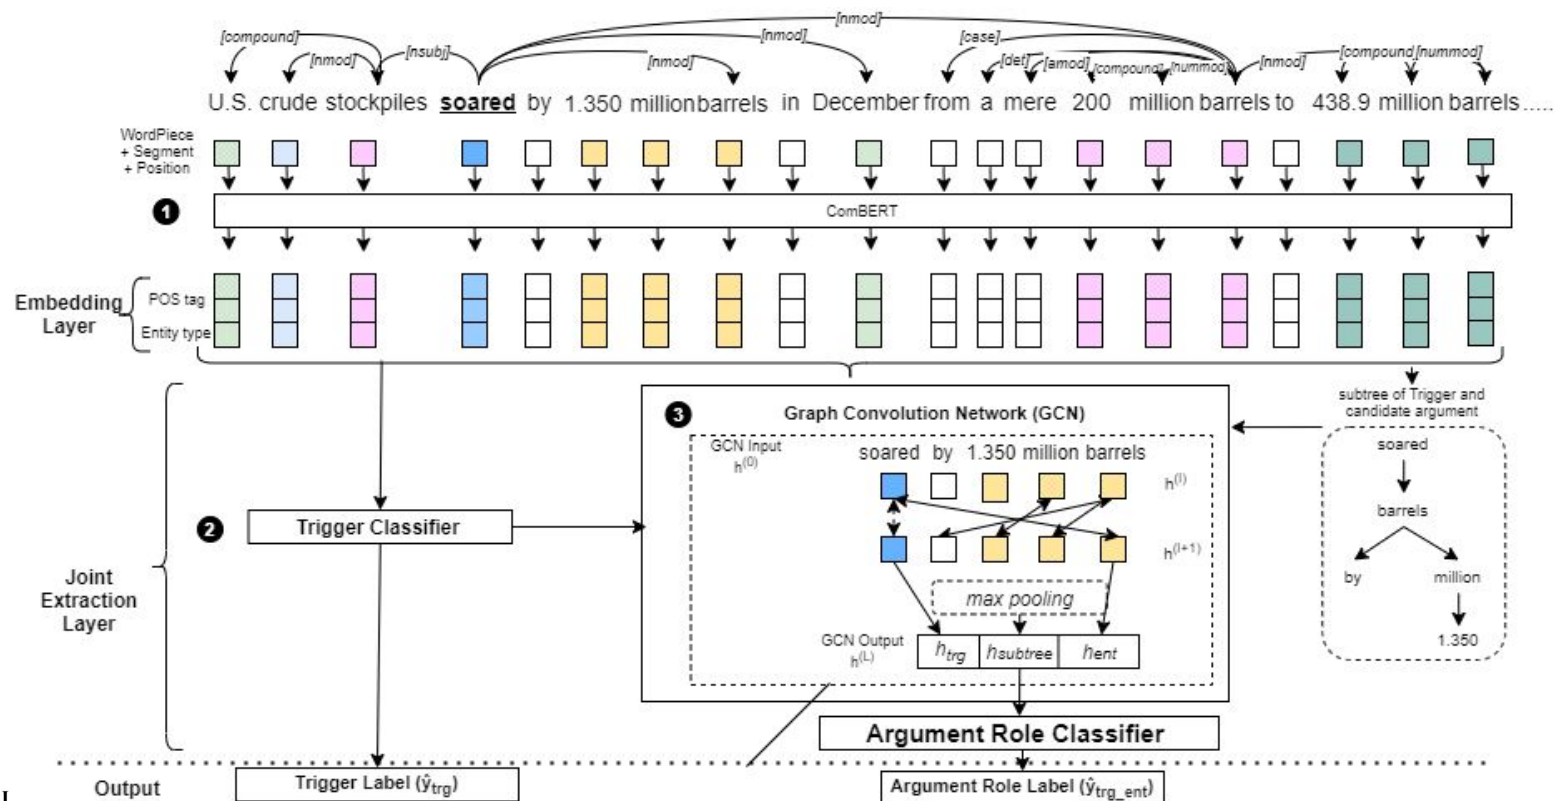 [nmod]
[compound] [nmod] [case]
[nsubj] [det] [compound] [nummod]
[nmod] [nmod] [amod] [compound] [nummod] [nmod]
U.S. crude stockpiles soared by 1.350 million barrels in December from a mere 200 million barrels to 438.9 million barrels.....
WordPiece
+ Segment
+ Position
1
ComBERT
Embedding
Layer
POS tag
Entity type
subtree of Trigger and
candidate argument
3
Graph Convolution Network (GCN)
GCN Input
h(0)
soared by 1.350 million barrels
h(l)
h(l+1)
max pooling
GCN Output
h(L)
htrg hsubtree hent
soared
barrels
by million
1.350
2
Trigger Classifier
Joint
Extraction
Layer
Argument Role Classifier
Output
Trigger Label (ŷtrg)
Argument Role Label (ŷtrg_ent)